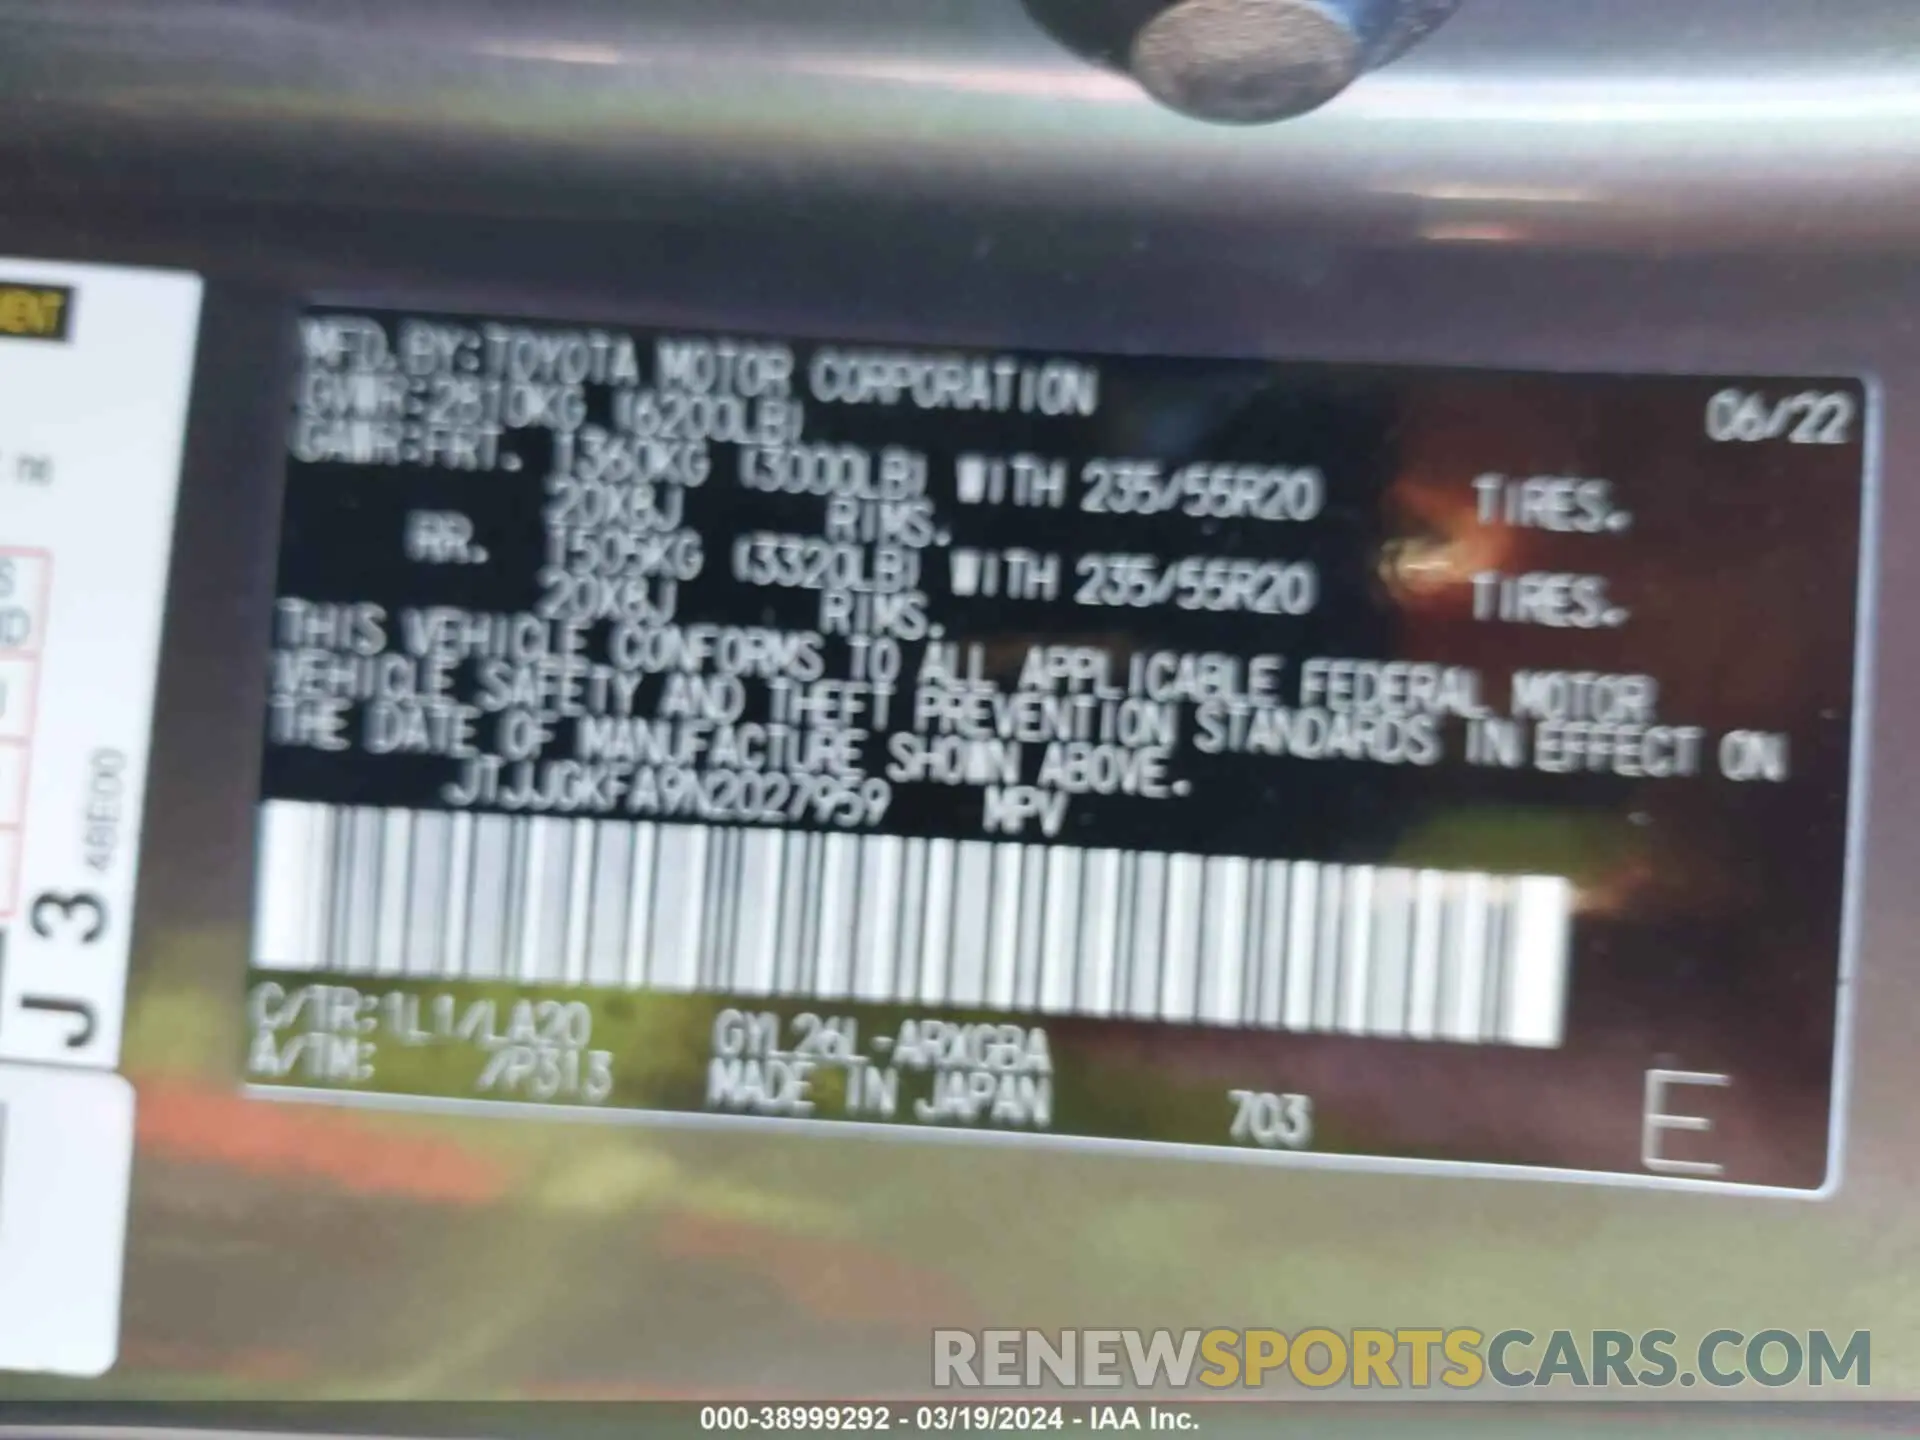 MFD.BY:TOYOTA MOTOR CORPORATION 06/22
GVWR:2810KG (6200LB)
GAWR:FRT. 1360KG (3000LB) WITH 235/55R20 TIRES.
20X8J RIMS.
RR. 1505KG (3320LB) WITH 235/55R20 TIRES.
20X8J RIMS.
THIS VEHICLE CONFORMS TO ALL APPLICABLE FEDERAL MOTOR
VEHICLE SAFETY AND THEFT PREVENTION STANDARDS IN EFFECT ON
THE DATE OF MANUFACTURE SHOWN ABOVE.
JTJJGKFA9N2027959 MPV
C/TR:1L1/LA20 GYL26L-ARXGBA
A/TM: /P313 MADE IN JAPAN 703 E
J 3 48E00
RENEWSPORTSCARS.COM
000-38999292 - 03/19/2024 - IAA Inc.